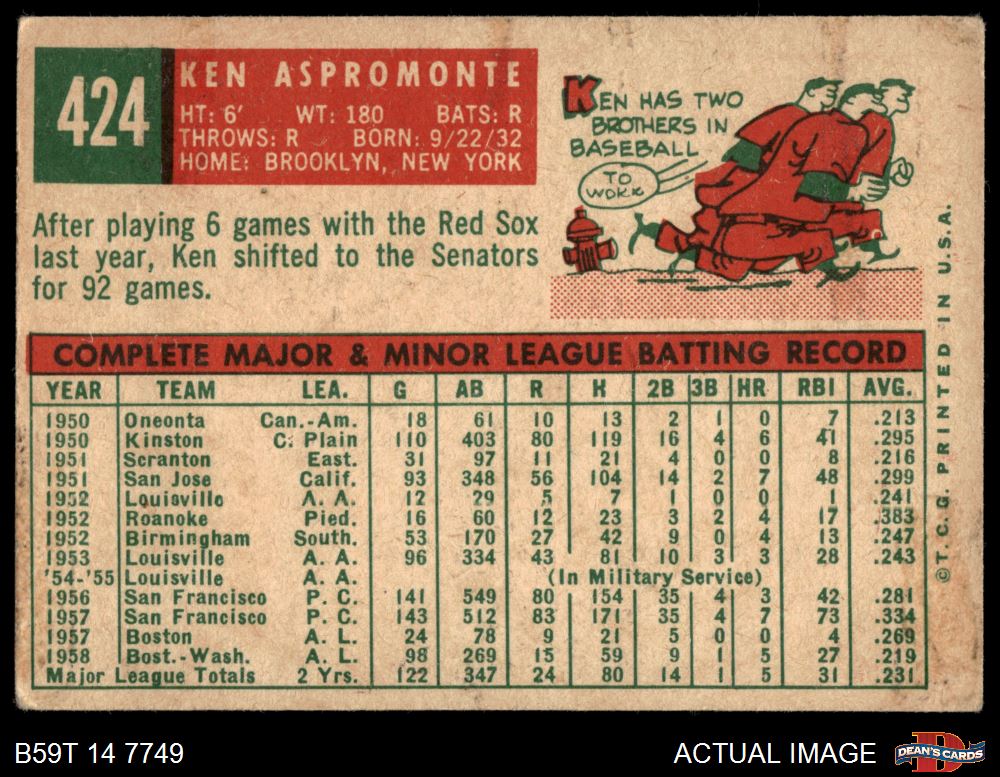 424
KEN ASPROMONTE
HT: 6' WT: 180 BATS: R
THROWS: R BORN: 9/22/32
HOME: BROOKLYN, NEW YORK
KEN HAS TWO
BROTHERS IN
BASEBALL
TO
WORK
After playing 6 games with the Red Sox
last year, Ken shifted to the Senators
for 92 games.
COMPLETE MAJOR & MINOR LEAGUE BATTING RECORD
YEAR TEAM LEA. G AB R H 2B 3B HR RBI AVG.
1950 Oneonta Can.-Am. 18 61 10 13 2 1 0 7 .213
1950 Kinston C. Plain 110 403 80 119 16 4 6 41 .295
1951 Scranton East. 31 97 11 21 4 0 0 8 .216
1951 San Jose Calif. 93 348 56 104 14 2 7 48 .299
1952 Louisville A. A. 12 29 5 7 1 0 0 1 .241
1952 Roanoke Pied. 16 60 12 23 3 2 4 17 .383
1952 Birmingham South. 53 170 27 42 9 0 4 13 .247
1953 Louisville A. A. 96 334 43 81 10 3 3 28 .243
'54-'55 Louisville A. A. (In Military Service)
1956 San Francisco P. C. 141 549 80 154 35 4 3 42 .281
1957 San Francisco P. C. 143 512 83 171 35 4 7 73 .334
1957 Boston A. L. 24 78 9 21 5 0 0 4 .269
1958 Bost.-Wash. A. L. 98 269 15 59 9 1 5 27 .219
Major League Totals 2 Yrs. 122 347 24 80 14 1 5 31 .231
© T. C. G. PRINTED IN U. S. A.
B59T 14 7749
ACTUAL IMAGE
DEAN'S CARDS